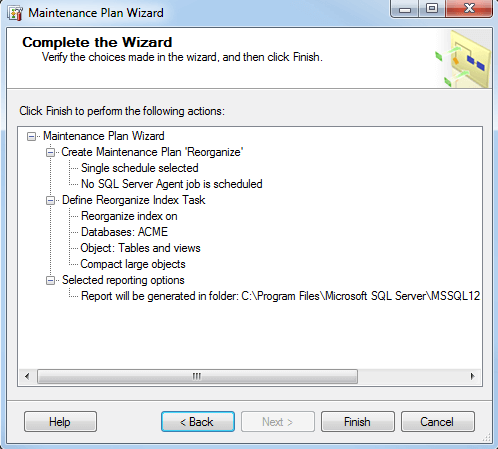 Maintenance Plan Wizard
Complete the Wizard
Verify the choices made in the wizard, and then click Finish.
Click Finish to perform the following actions:
Maintenance Plan Wizard
Create Maintenance Plan 'Reorganize'
Single schedule selected
No SQL Server Agent job is scheduled
Define Reorganize Index Task
Reorganize index on
Databases: ACME
Object: Tables and views
Compact large objects
Selected reporting options
Report will be generated in folder: C:\Program Files\Microsoft SQL Server\MSSQL12
Help < Back Next > Finish Cancel